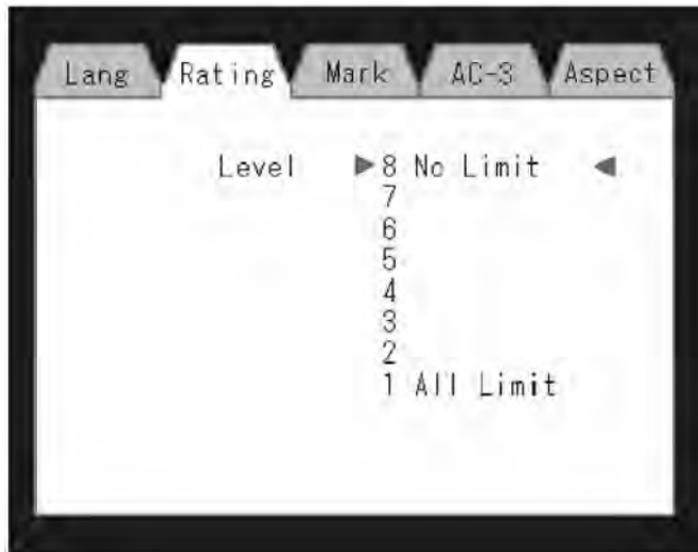 Lang Rating Mark AC-3 Aspect
Level ▶ 8 No Limit ◀
7
6
5
4
3
2
1 All Limit